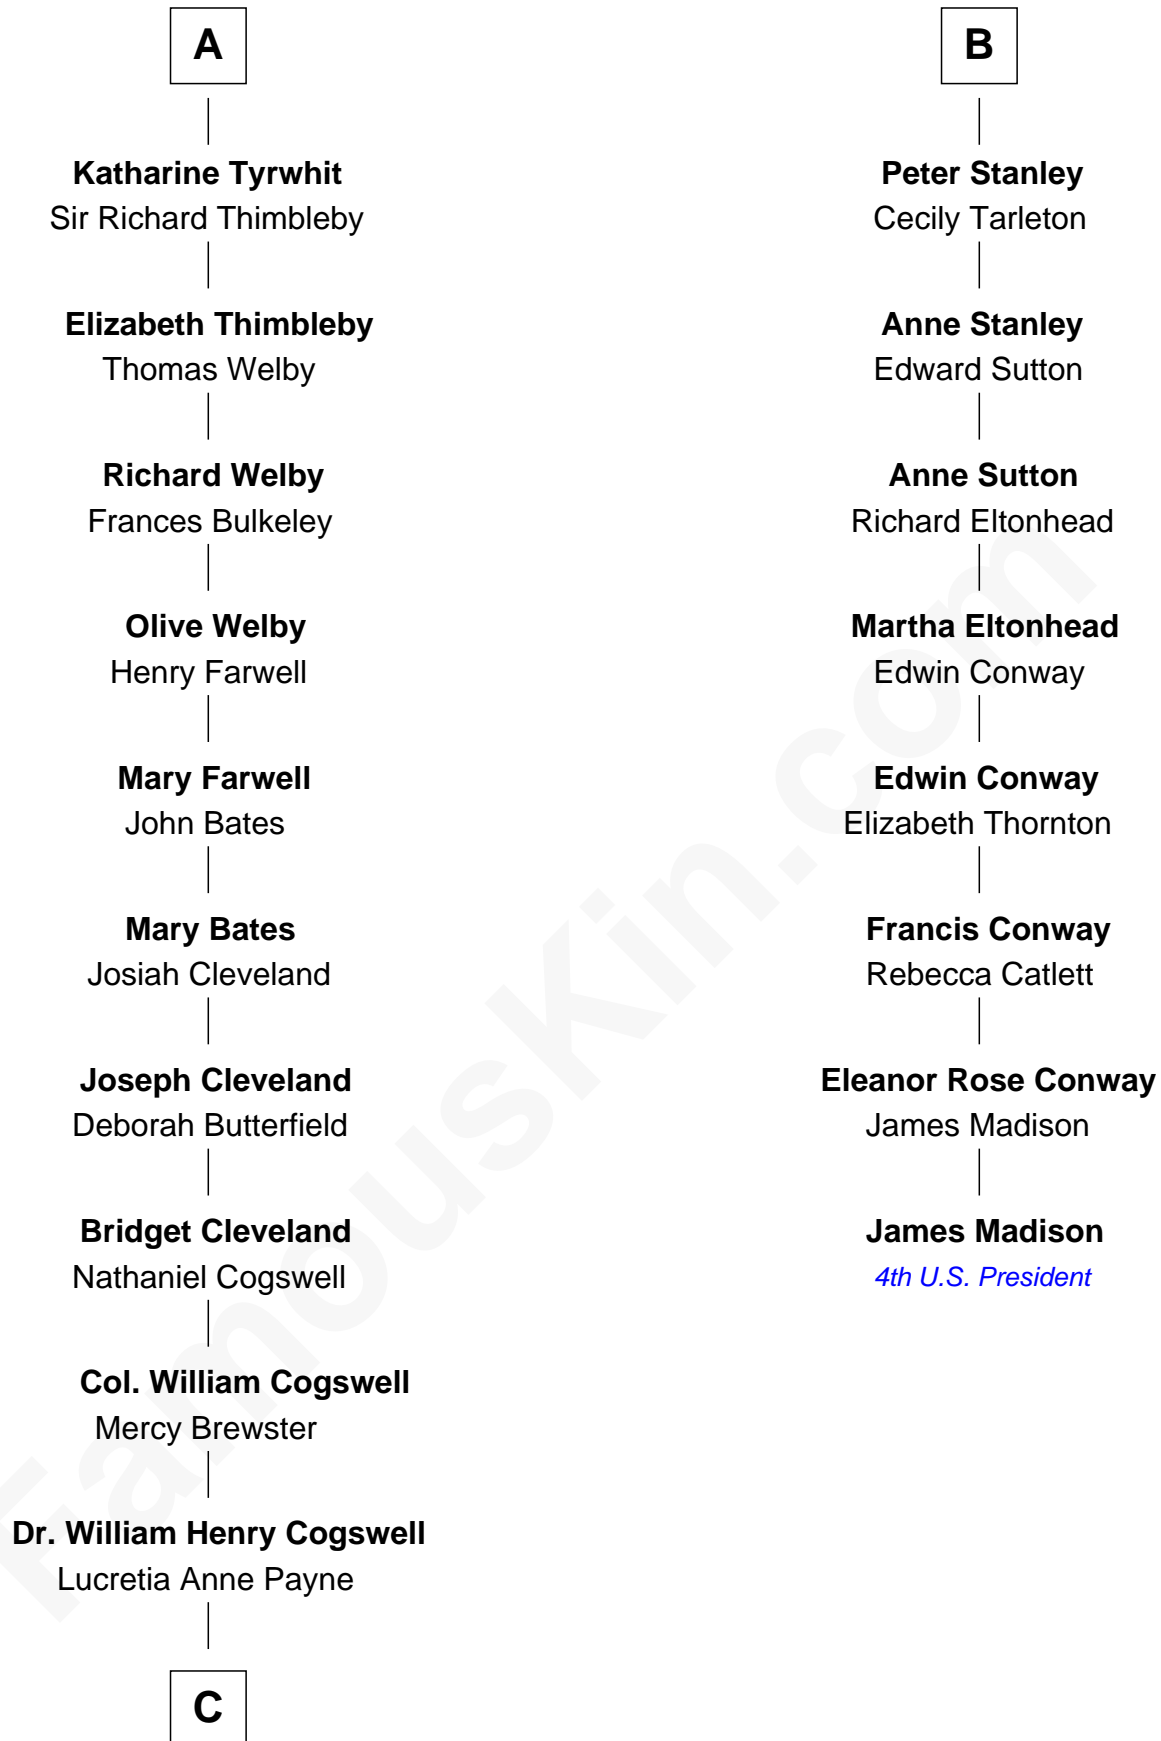 A
Katharine Tyrwhit
Sir Richard Thimbleby
Elizabeth Thimbleby
Thomas Welby
Richard Welby
Frances Bulkeley
Olive Welby
Henry Farwell
Mary Farwell
John Bates
Mary Bates
Josiah Cleveland
Joseph Cleveland
Deborah Butterfield
Bridget Cleveland
Nathaniel Cogswell
Col. William Cogswell
Mercy Brewster
Dr. William Henry Cogswell
Lucretia Anne Payne
C
B
Peter Stanley
Cecily Tarleton
Anne Stanley
Edward Sutton
Anne Sutton
Richard Eltonhead
Martha Eltonhead
Edwin Conway
Edwin Conway
Elizabeth Thornton
Francis Conway
Rebecca Catlett
Eleanor Rose Conway
James Madison
James Madison
4th U.S. President
FamousKin.com